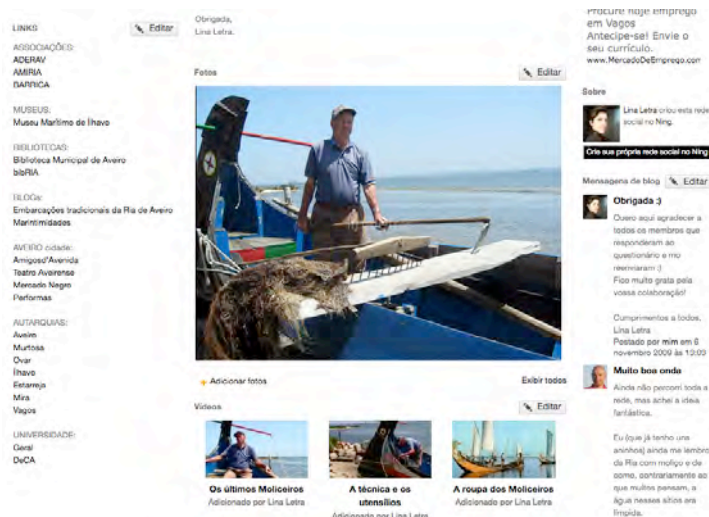 LINKS
Editar
ASSOCIAÇÕES:
ADERAV
AMIRIA
BARRICA
MUSEUS:
Museu Marítimo de Ílhavo
BIBLIOTECAS:
Biblioteca Municipal de Aveiro
bibRIA
BLOGs:
Embarcações tradicionais da Ria de Aveiro
Marintimidades
AVEIRO cidade:
Amigosd'Avenida
Teatro Aveirense
Mercado Negro
Performas
AUTARQUIAS:
Aveiro
Murtosa
Ovar
Ílhavo
Estarreja
Mira
Vagos
UNIVERSIDADE:
Geral
DeCA
Obrigada,
Lina Letra.
Fotos
Editar
Adicionar fotos
Exibir todos
Vídeos
Editar
Os últimos Moliceiros
Adicionado por Lina Letra
A técnica e os
utensílios
Adicionado por Lina Letra
A roupa dos Moliceiros
Adicionado por Lina Letra
Procure hoje emprego
em Vagos
Antecipe-se! Envie o
seu currículo.
www.MercadoDeEmprego.com
Sobre
Lina Letra criou esta rede
social no Ning.
Crie sua própria rede social no Ning
Mensagens de blog
Editar
Obrigada :)
Quero aqui agradecer a
todos os membros que
responderam ao
questionário e mo
reenviaram :)
Fico muito grata pela
vossa colaboração!
Cumprimentos a todos,
Lina Letra
Postado por mim em 6
novembro 2009 às 13:00
Muito boa onda
Ainda não percorri toda a
rede, mas achei a ideia
fantástica.
Eu (que já tenho uns
aninhos) ainda me lembro
da Ria com moliço e de
como, contrariamente ao
que muitos pensam, a
água nesses sítios era
límpida.